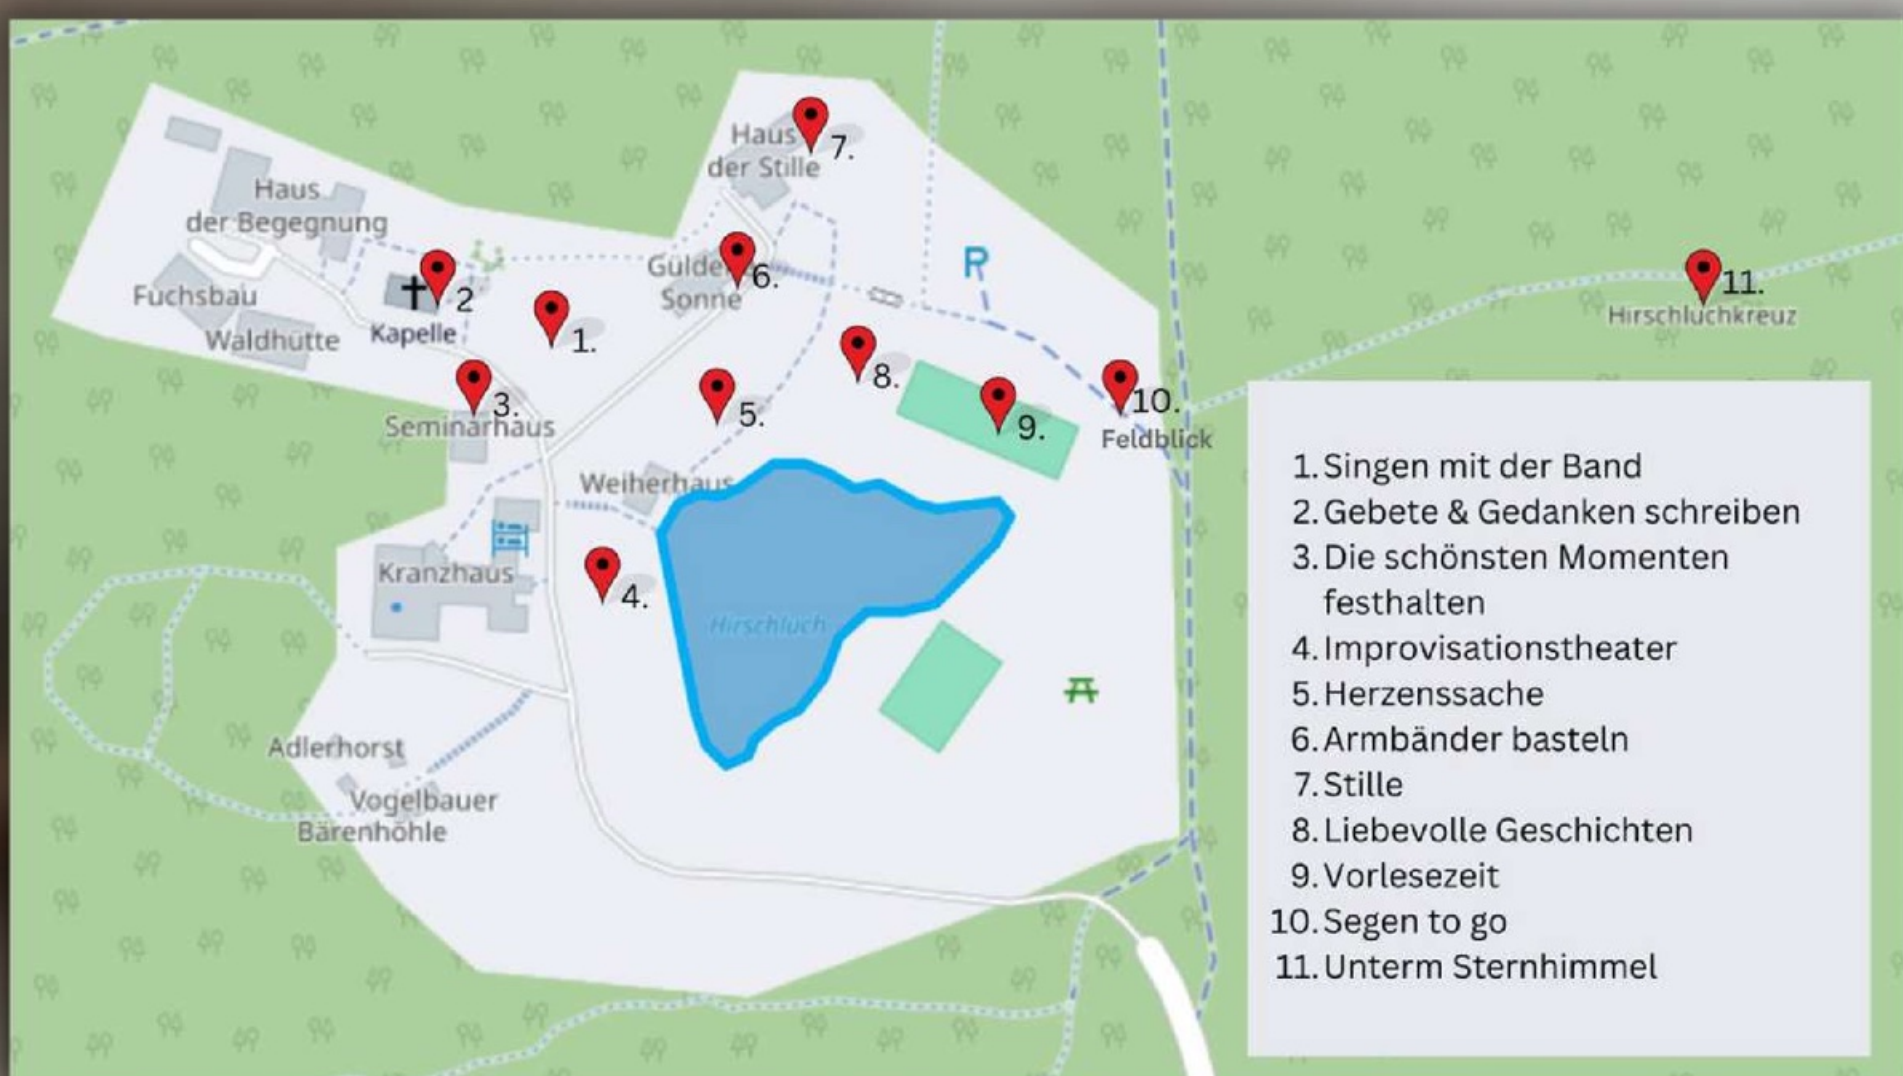 Haus
der Stille
7.
Haus
der Begegnung
Fuchsbau
Waldhütte
2
Kapelle
1.
Gülden
Sonne
6.
P
11.
Hirschluchkreuz
3.
Seminarhaus
5.
8.
9.
10.
Feldblick
Weiherhaus
Kranzhaus
4.
Hirschluch
Adlerhorst
Vogelbauer
Bärenhöhle
1. Singen mit der Band
2. Gebete & Gedanken schreiben
3. Die schönsten Momenten
festhalten
4. Improvisationstheater
5. Herzenssache
6. Armbänder basteln
7. Stille
8. Liebevolle Geschichten
9. Vorlesezeit
10. Segen to go
11. Unterm Sternhimmel